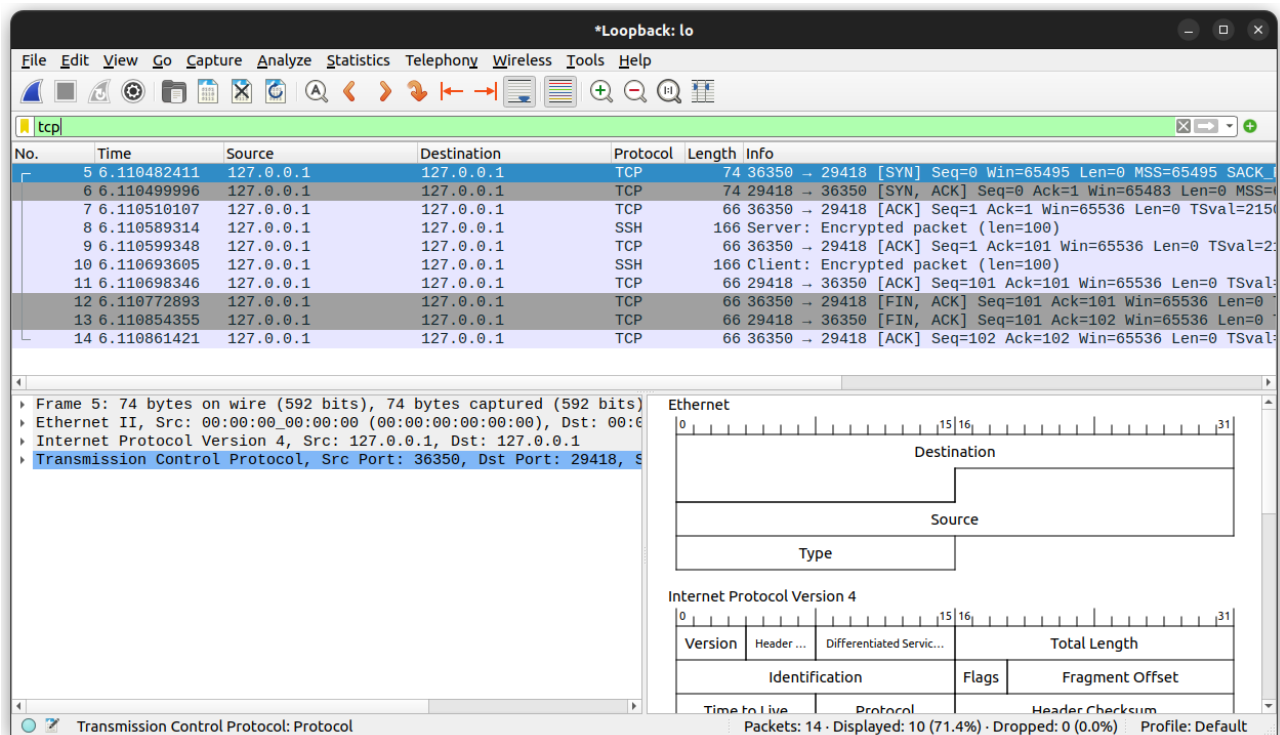 *Loopback: lo
File Edit View Go Capture Analyze Statistics Telephony Wireless Tools Help
tcp
No. Time Source Destination Protocol Length Info
5 6.110482411 127.0.0.1 127.0.0.1 TCP 74 36350 → 29418 [SYN] Seq=0 Win=65495 Len=0 MSS=65495
6 6.110499996 127.0.0.1 127.0.0.1 TCP 74 29418 → 36350 [SYN, ACK] Seq=0 Ack=1 Win=65483 Len=0
7 6.110510107 127.0.0.1 127.0.0.1 TCP 66 36350 → 29418 [ACK] Seq=1 Ack=1 Win=65536 Len=0
8 6.110589314 127.0.0.1 127.0.0.1 SSH 166 Server: Encrypted packet (len=100)
9 6.110599348 127.0.0.1 127.0.0.1 TCP 66 36350 → 29418 [ACK] Seq=1 Ack=101 Win=65536 Len=0
10 6.110693605 127.0.0.1 127.0.0.1 SSH 166 Client: Encrypted packet (len=100)
11 6.110698346 127.0.0.1 127.0.0.1 TCP 66 29418 → 36350 [ACK] Seq=101 Ack=101 Win=65536 Len=0
12 6.110772893 127.0.0.1 127.0.0.1 TCP 66 36350 → 29418 [FIN, ACK] Seq=101 Ack=101 Win=65536 Len=0
13 6.110854355 127.0.0.1 127.0.0.1 TCP 66 29418 → 36350 [FIN, ACK] Seq=101 Ack=102 Win=65536 Len=0
14 6.110861421 127.0.0.1 127.0.0.1 TCP 66 36350 → 29418 [ACK] Seq=102 Ack=102 Win=65536 Len=0
Frame 5: 74 bytes on wire (592 bits), 74 bytes captured (592 bits)
Ethernet II, Src: 00:00:00_00:00:00 (00:00:00:00:00:00), Dst:
Internet Protocol Version 4, Src: 127.0.0.1, Dst: 127.0.0.1
Transmission Control Protocol, Src Port: 36350, Dst Port: 29418,
Ethernet
0 15 16 31
Destination
Source
Type
Internet Protocol Version 4
0 15 16 31
Version Header ... Differentiated Servic... Total Length
Identification Flags Fragment Offset
Time to Live Protocol Header Checksum
Transmission Control Protocol: Protocol
Packets: 14 · Displayed: 10 (71.4%) · Dropped: 0 (0.0%) Profile: Default